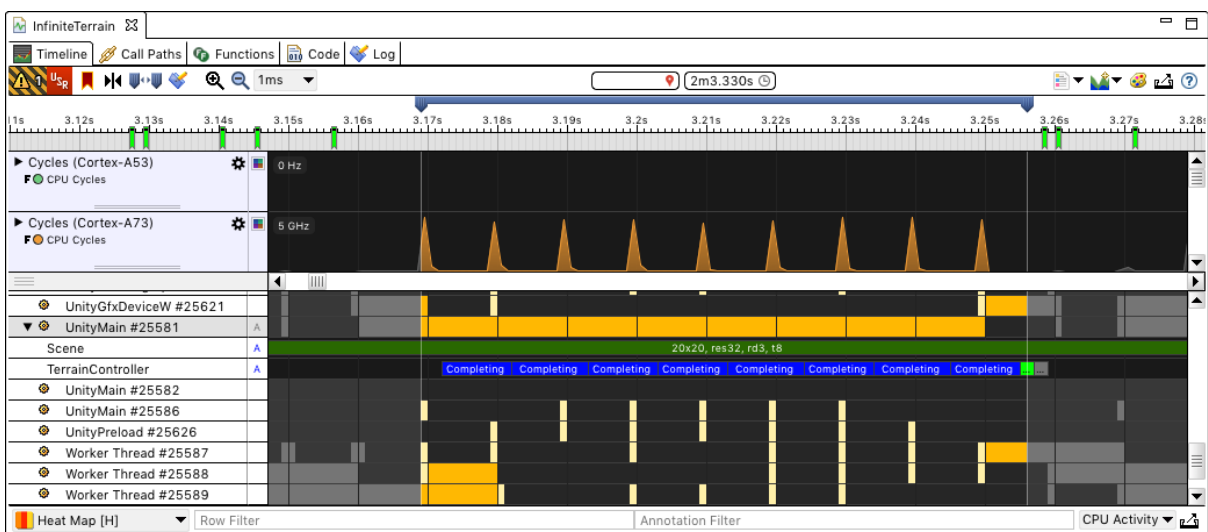 InfiniteTerrain
Timeline Call Paths Functions Code Log
1 USR 1ms 2m3.330s
11s 3.12s 3.13s 3.14s 3.15s 3.16s 3.17s 3.18s 3.19s 3.2s 3.21s 3.22s 3.23s 3.24s 3.25s 3.26s 3.27s 3.28s
Cycles (Cortex-A53) 0 Hz
F CPU Cycles
Cycles (Cortex-A73) 5 GHz
F CPU Cycles
UnityGfxDeviceW #25621
UnityMain #25581 A
Scene A 20x20, res32, rd3, t8
TerrainController A Completing Completing Completing Completing Completing Completing Completing Completing ... ...
UnityMain #25582
UnityMain #25586
UnityPreload #25626
Worker Thread #25587
Worker Thread #25588
Worker Thread #25589
Heat Map [H] Row Filter Annotation Filter CPU Activity